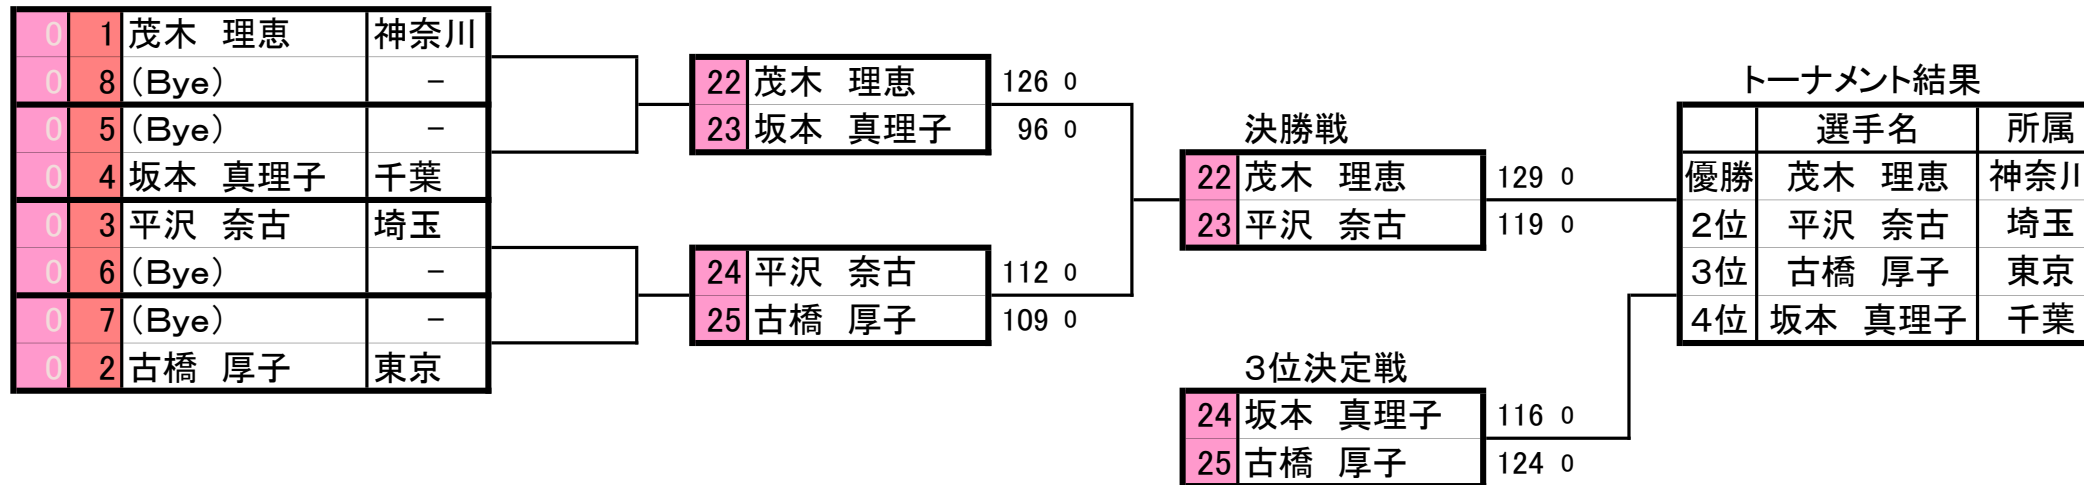 0 1 茂木 理恵 神奈川
0 8 (Bye) －
0 5 (Bye) －
0 4 坂本 真理子 千葉
0 3 平沢 奈古 埼玉
0 6 (Bye) －
0 7 (Bye) －
0 2 古橋 厚子 東京
22 茂木 理恵 126 0
23 坂本 真理子 96 0
24 平沢 奈古 112 0
25 古橋 厚子 109 0
決勝戦
22 茂木 理恵 129 0
23 平沢 奈古 119 0
3位決定戦
24 坂本 真理子 116 0
25 古橋 厚子 124 0
トーナメント結果
選手名 所属
優勝 茂木 理恵 神奈川
2位 平沢 奈古 埼玉
3位 古橋 厚子 東京
4位 坂本 真理子 千葉